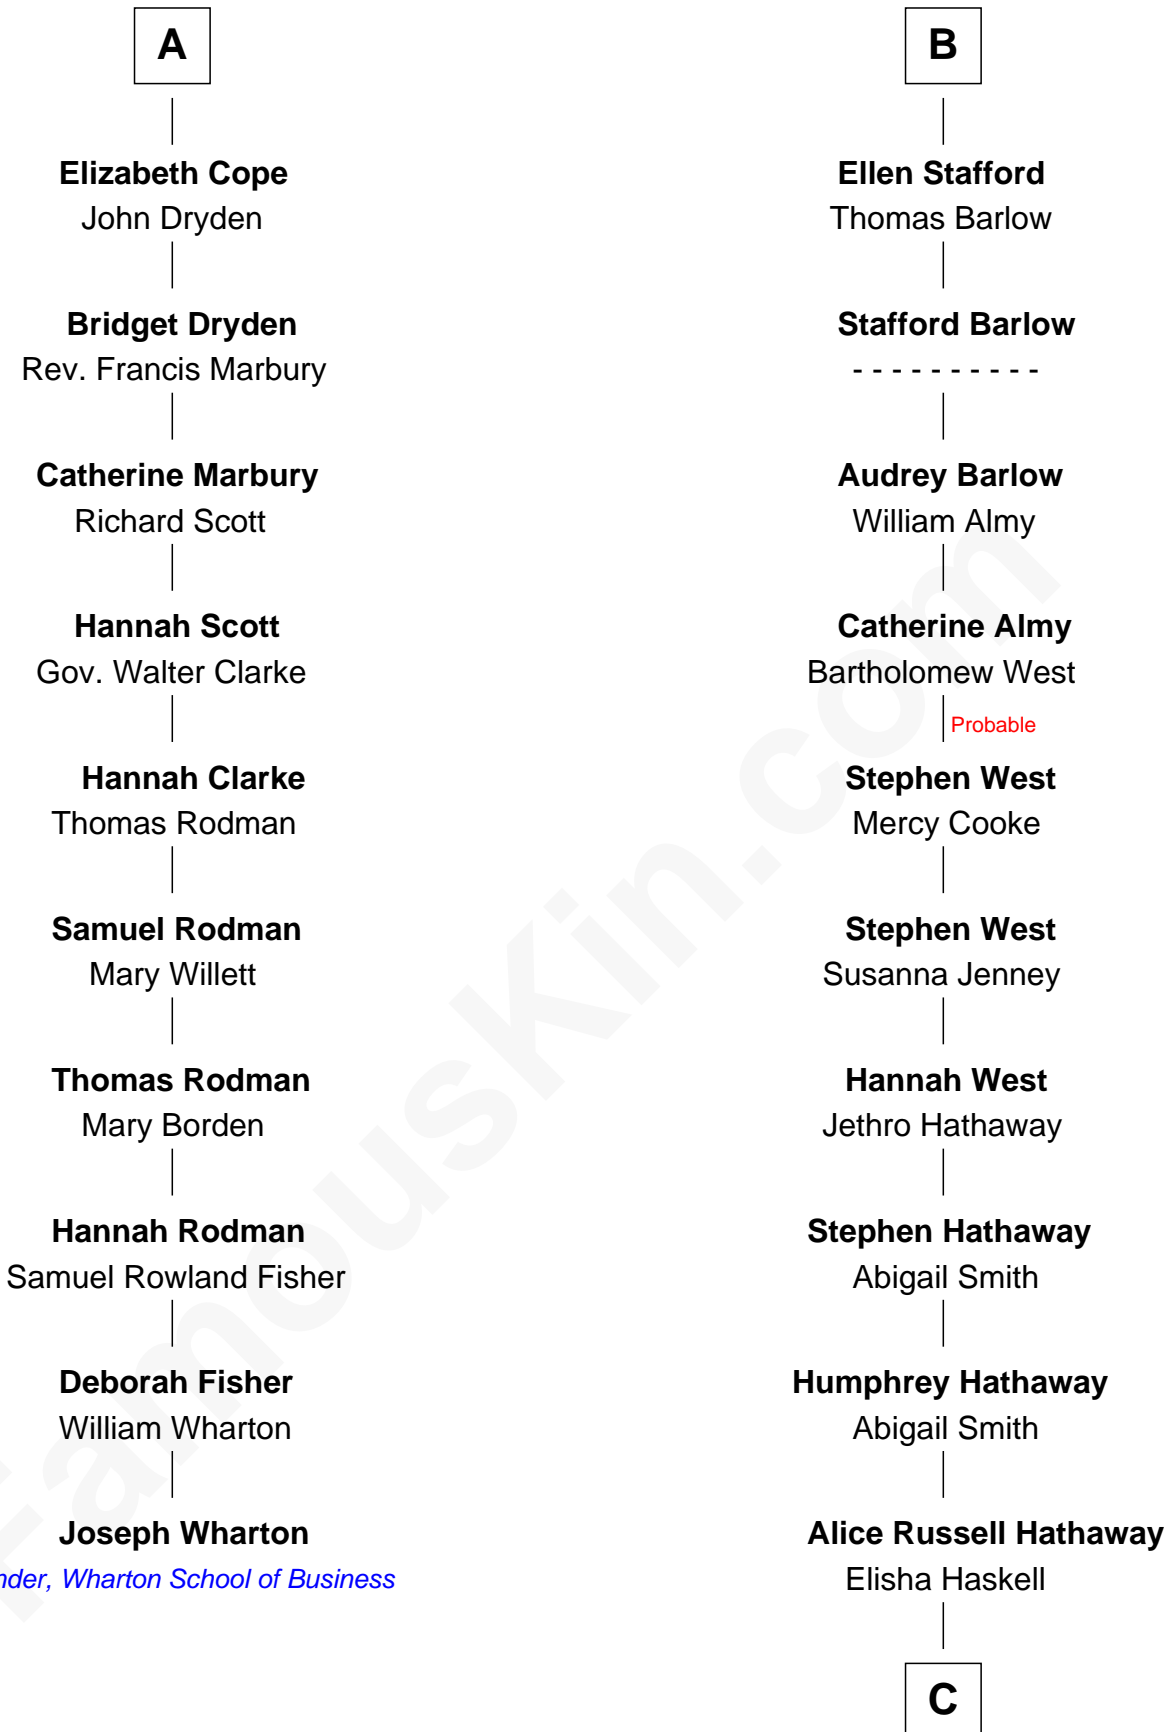 A
Elizabeth Cope
John Dryden
Bridget Dryden
Rev. Francis Marbury
Catherine Marbury
Richard Scott
Hannah Scott
Gov. Walter Clarke
Hannah Clarke
Thomas Rodman
Samuel Rodman
Mary Willett
Thomas Rodman
Mary Borden
Hannah Rodman
Samuel Rowland Fisher
Deborah Fisher
William Wharton
Joseph Wharton
nder, Wharton School of Business
B
Ellen Stafford
Thomas Barlow
Stafford Barlow
- - - - - - - - - -
Audrey Barlow
William Almy
Catherine Almy
Bartholomew West
Probable
Stephen West
Mercy Cooke
Stephen West
Susanna Jenney
Hannah West
Jethro Hathaway
Stephen Hathaway
Abigail Smith
Humphrey Hathaway
Abigail Smith
Alice Russell Hathaway
Elisha Haskell
C
FamousKin.com